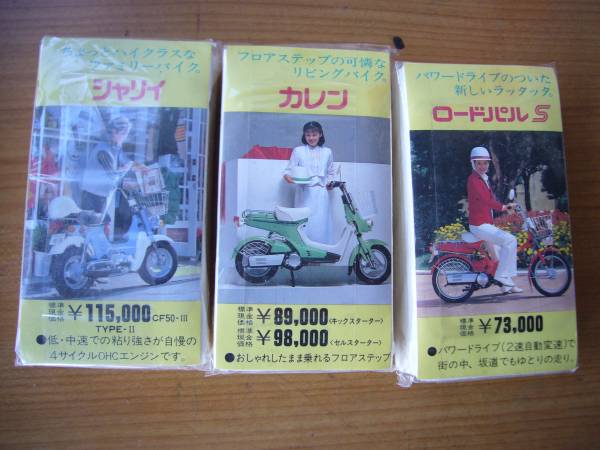 ちょっとハイクラスな
ファミリーバイク。
シャリイ
標準
現金
価格
￥115,000 CF50-III
TYPE-II
●低・中速での粘り強さが自慢の
4サイクルOHCエンジンです。
フロアステップの可憐な
リビングバイク。
カレン
標準
現金
価格
￥89,000〈キックスターター〉
標準
現金
価格
￥98,000〈セルスターター〉
●おしゃれしたまま乗れるフロアステップ
パワードライブのついた
新しいラッタッタ。
ロードパルS
標準
現金
価格
￥73,000
●パワードライブ(2速自動変速)で
街の中、坂道でもゆとりの走り。